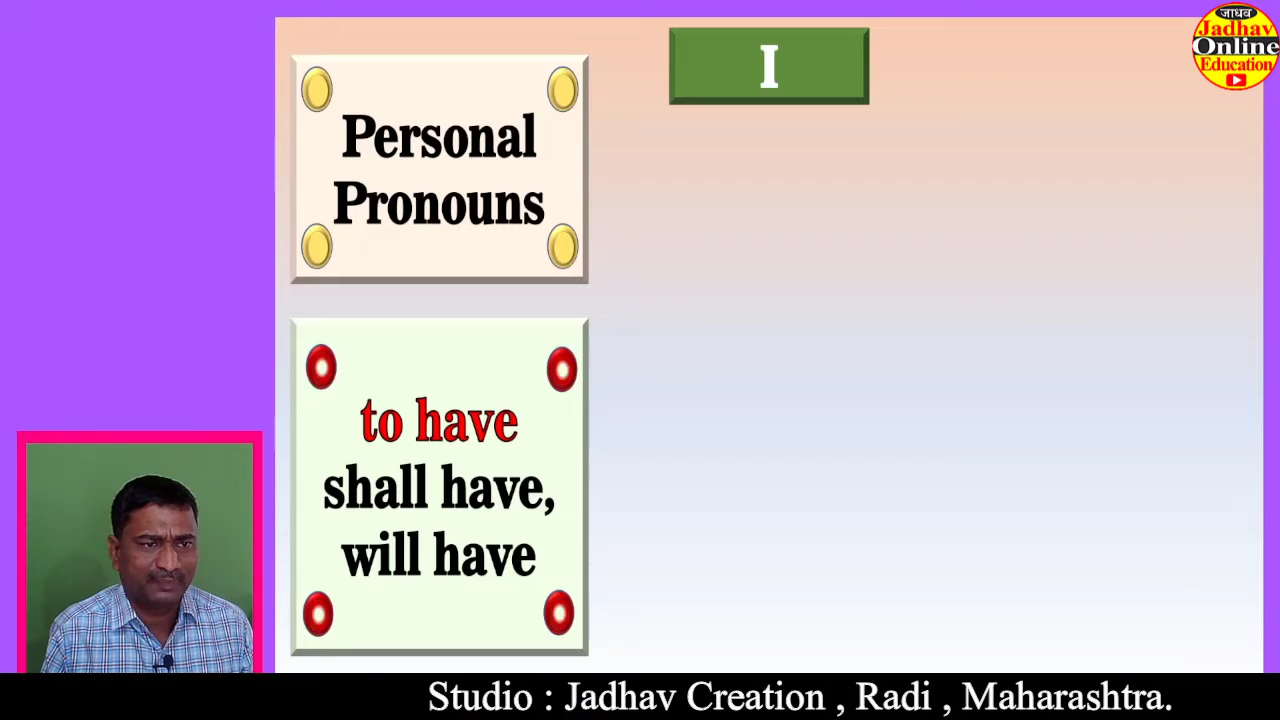 I
जाधव
Jadhav
Online
Education
Personal
Pronouns
to have
shall have,
will have
Studio : Jadhav Creation , Radi , Maharashtra.